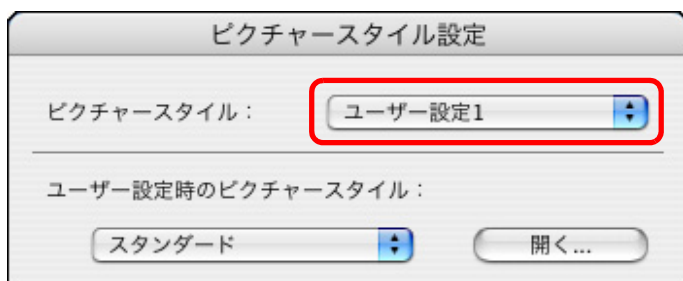 ピクチャースタイル設定
ピクチャースタイル： ユーザー設定1
ユーザー設定時のピクチャースタイル：
スタンダード 開く...